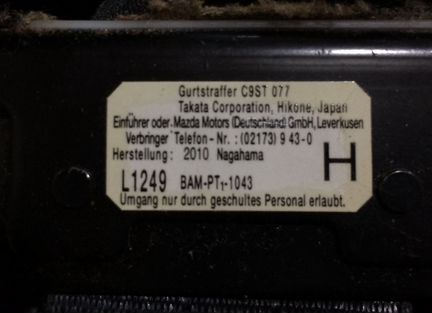 Gurtstraffer C9ST 077
Takata Corporation, Hikone, Japan
Einführer oder Mazda Motors (Deutschland) GmbH, Leverkusen
Verbringer Telefon-Nr. : (02173) 9 43-0
Herstellung : 2010 Nagahama
H
L1249 BAM-PT₁-1043
Umgang nur durch geschultes Personal erlaubt.